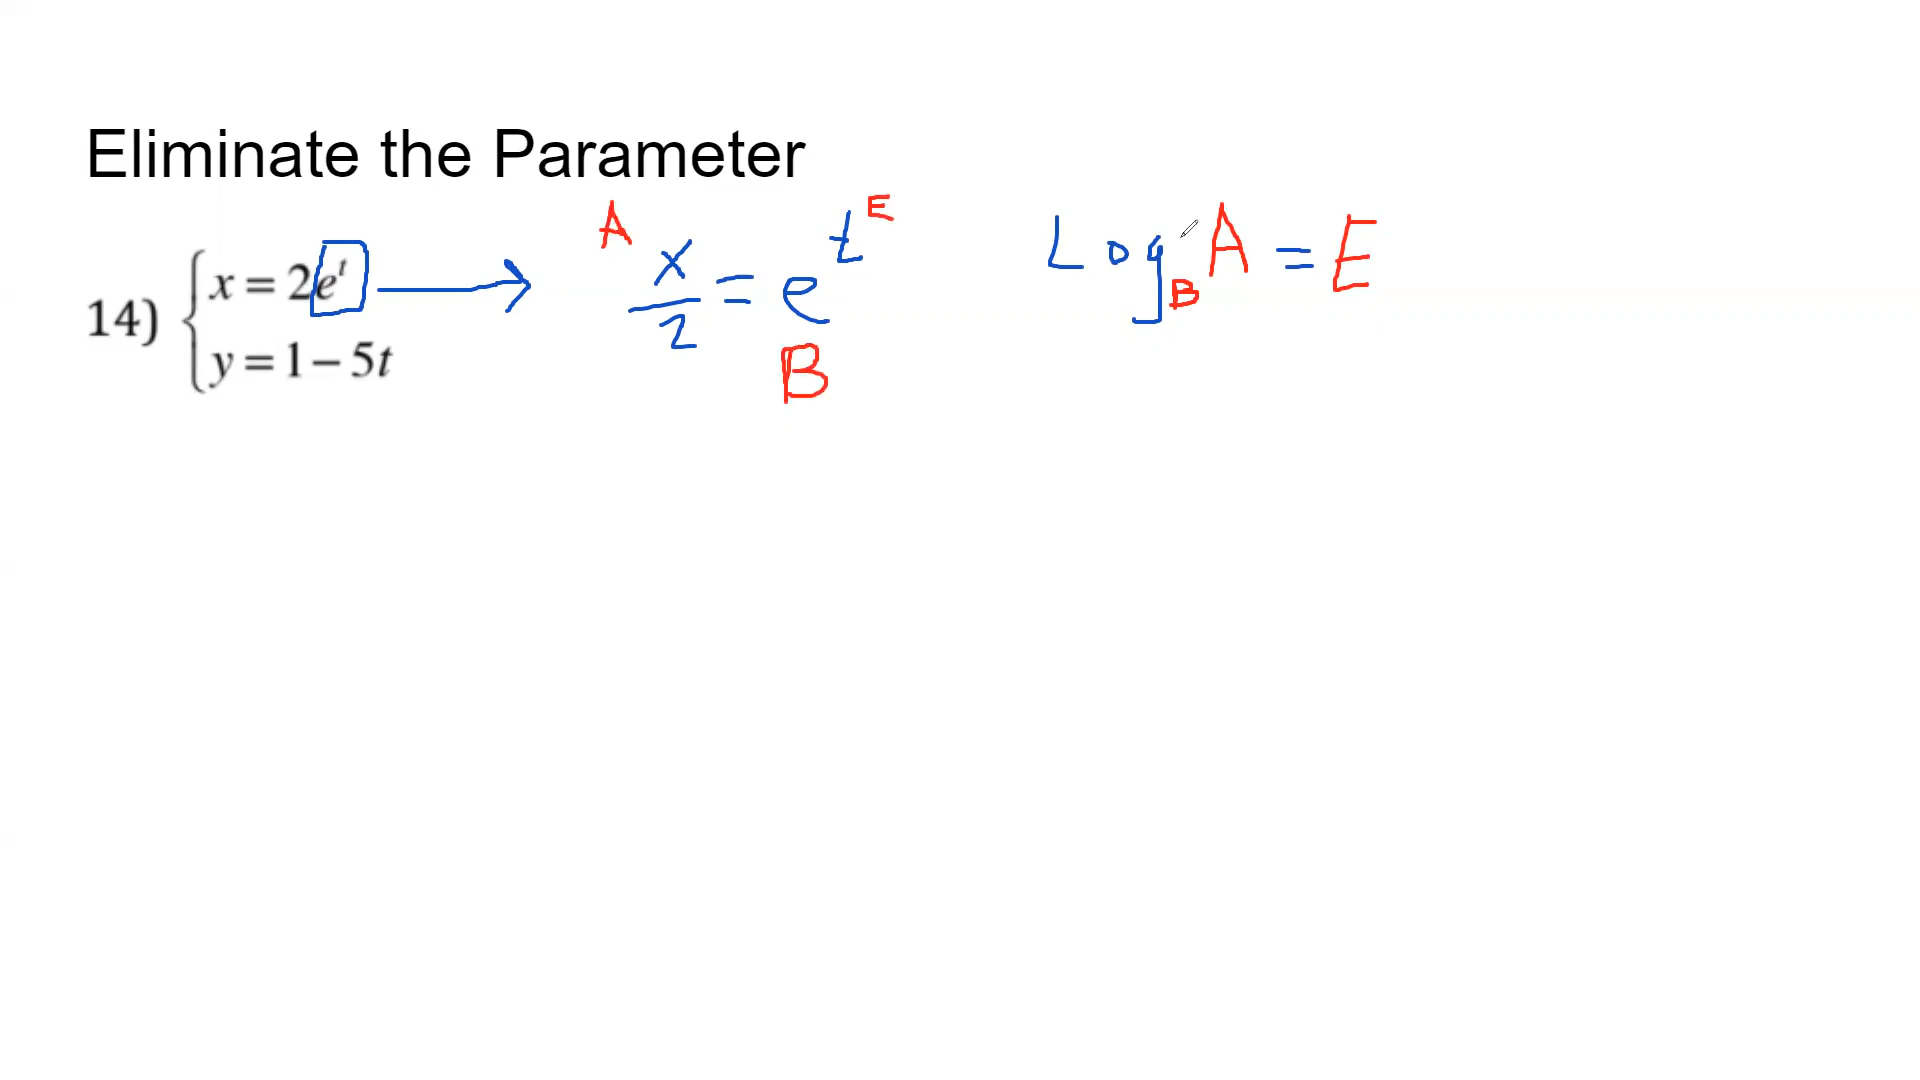 Eliminate the Parameter
14) { x = 2e^t → A x/2 = e^t E B
y = 1 − 5t
Log_B A = E